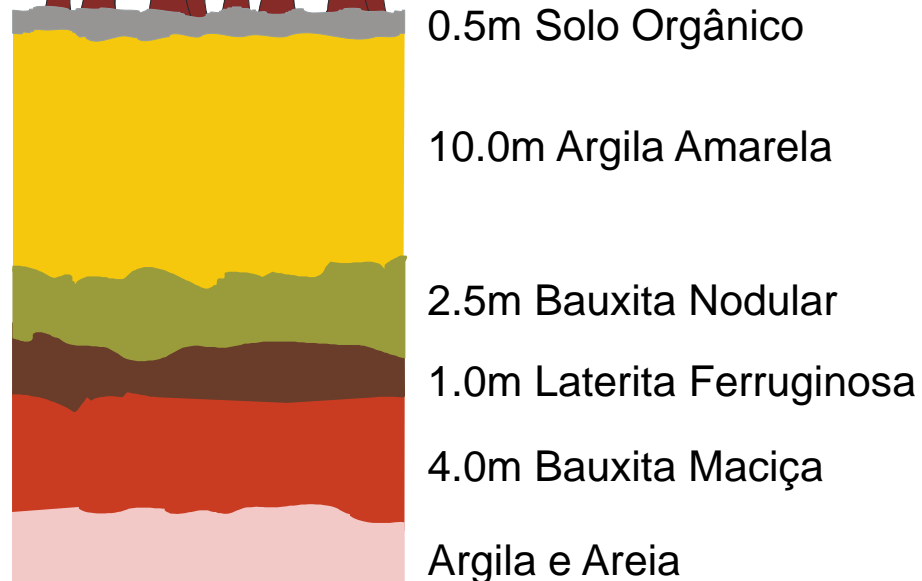 0.5m Solo Orgânico
10.0m Argila Amarela
2.5m Bauxita Nodular
1.0m Laterita Ferruginosa
4.0m Bauxita Maciça
Argila e Areia